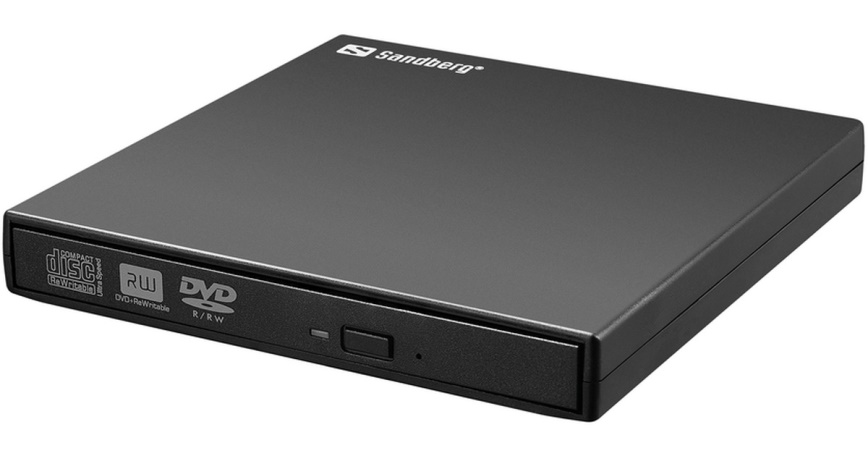 Sandberg®
COMPACT
disc
ReWritable
Ultra Speed
RW
DVD+ReWritable
DVD
R/RW